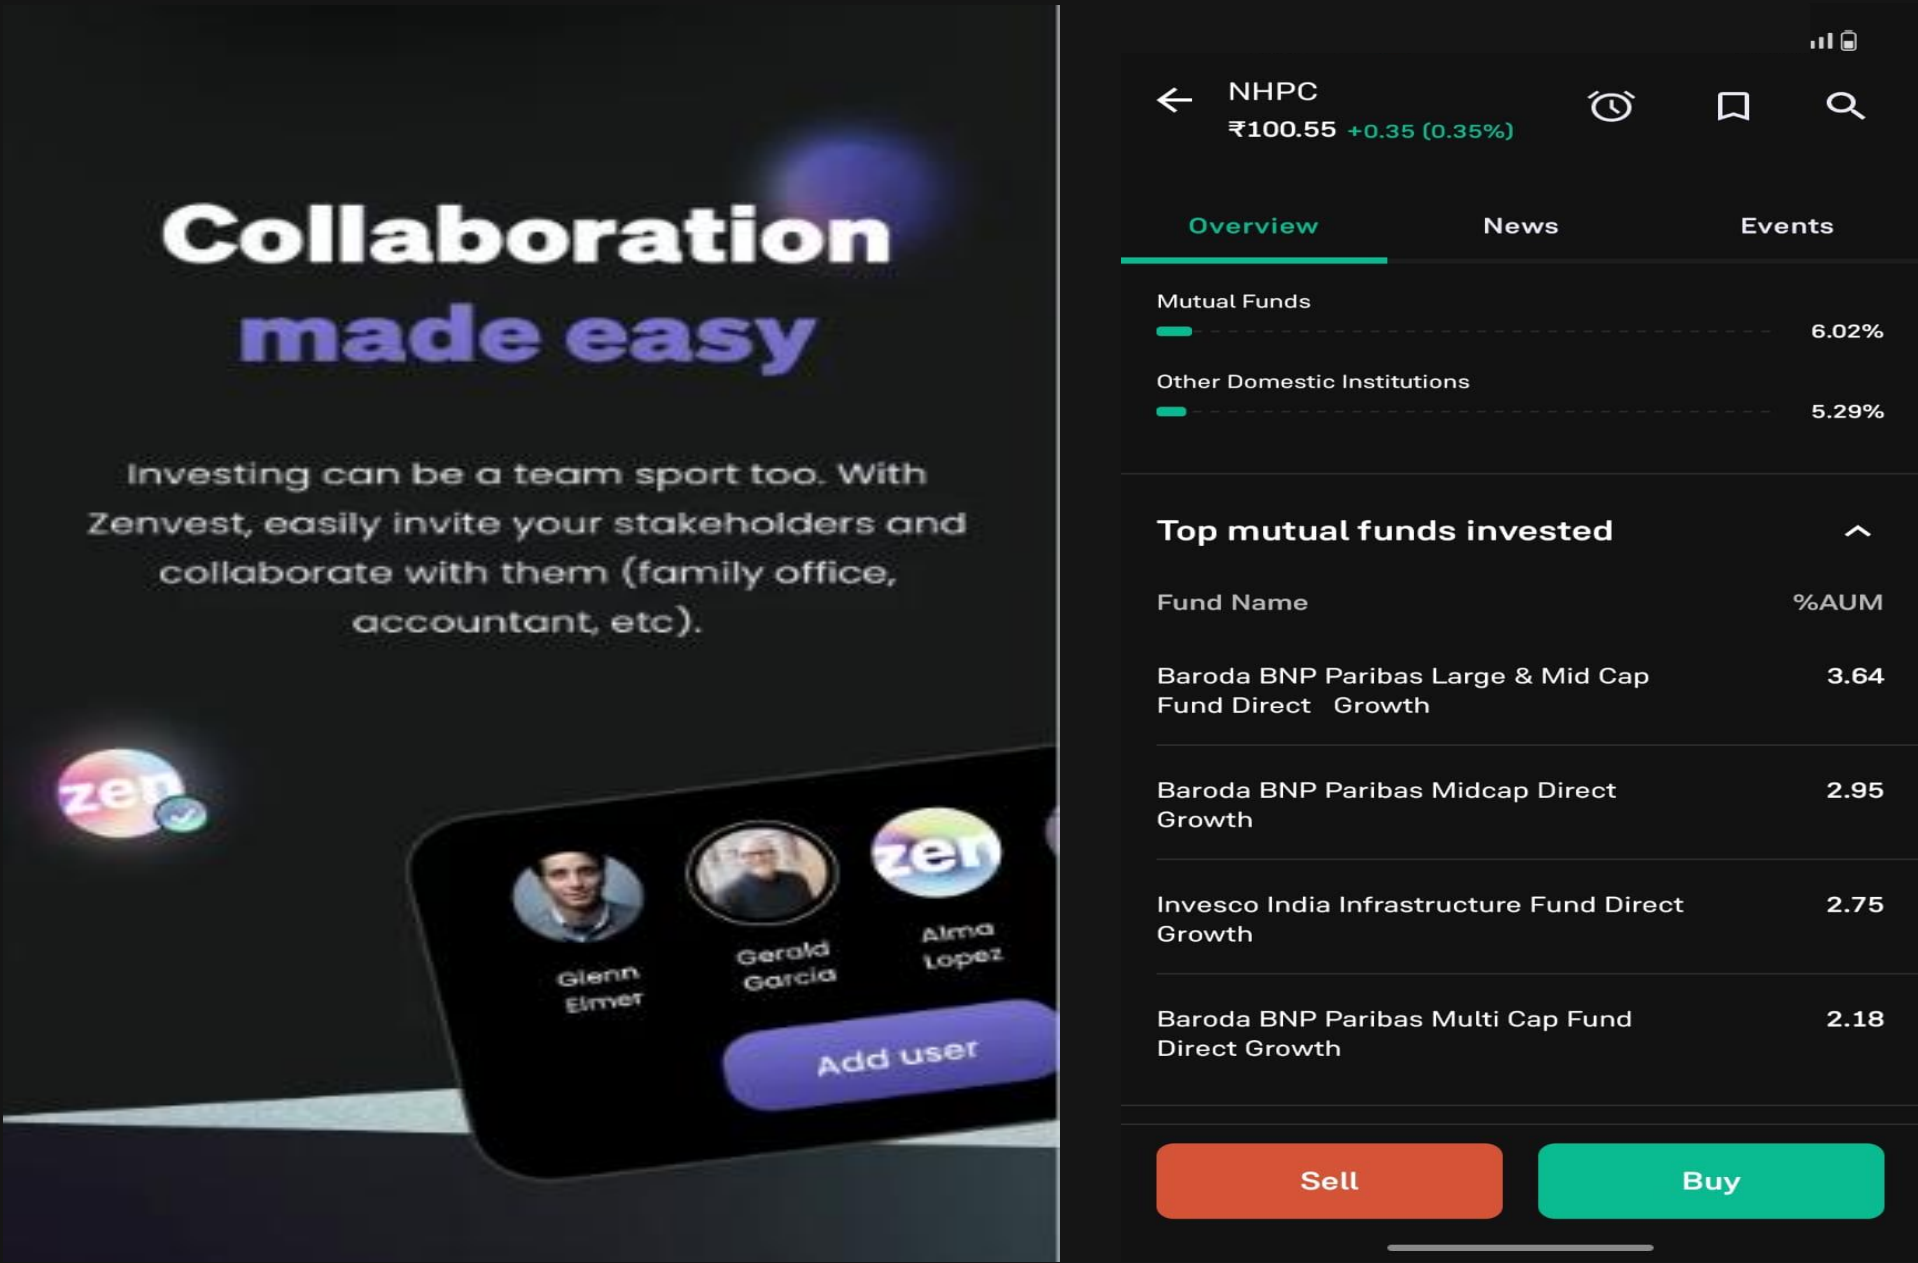 Collaboration
made easy
Investing can be a team sport too. With
Zenvest, easily invite your stakeholders and
collaborate with them (family office,
accountant, etc).
zen
zen
Glenn
Elmer
Gerald
Garcia
Alma
Lopez
Add user
NHPC
₹100.55 +0.35 (0.35%)
Overview News Events
Mutual Funds
6.02%
Other Domestic Institutions
5.29%
Top mutual funds invested
Fund Name %AUM
Baroda BNP Paribas Large & Mid Cap 3.64
Fund Direct Growth
Baroda BNP Paribas Midcap Direct 2.95
Growth
Invesco India Infrastructure Fund Direct 2.75
Growth
Baroda BNP Paribas Multi Cap Fund 2.18
Direct Growth
Sell Buy